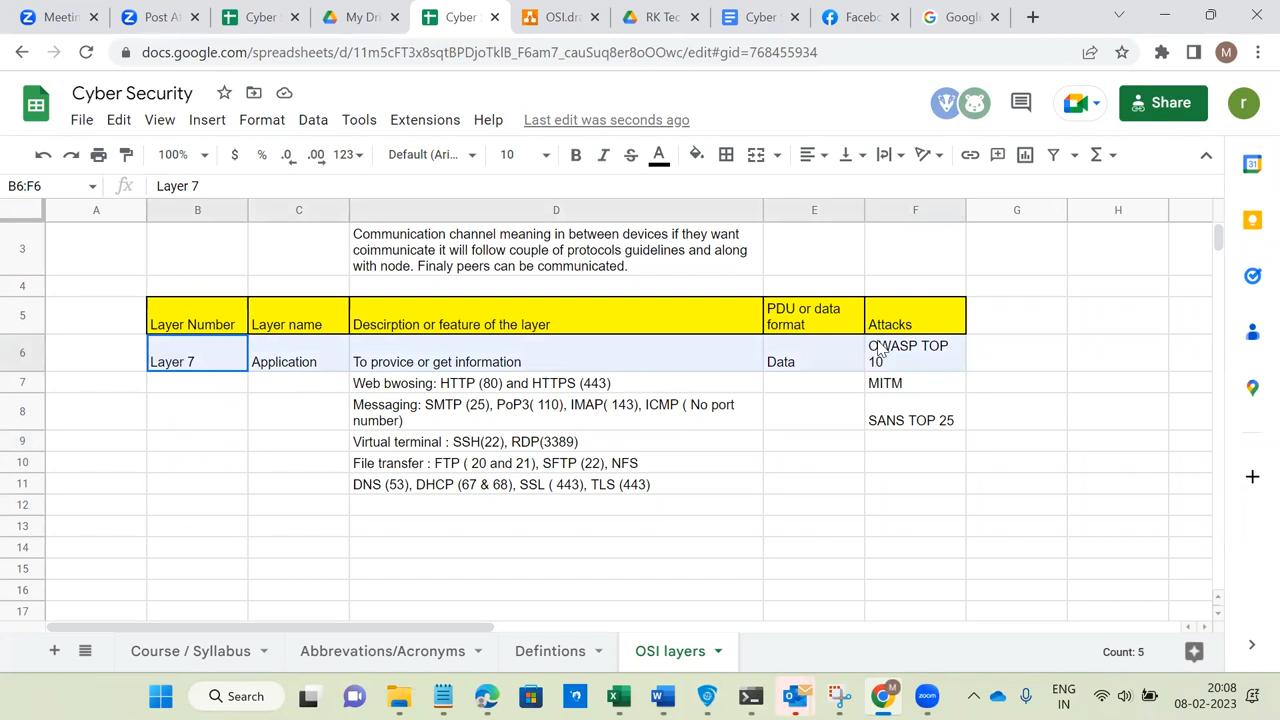 Meetin
Post At
Cyber S
My Dri
Cyber S
OSI.dra
RK Tec
Cyber S
Facebo
Google
docs.google.com/spreadsheets/d/11m5cFT3x8sqtBPDjoTklB_F6am7_cauSuq8er8oOOwc/edit#gid=768455934
M
Cyber Security
File Edit View Insert Format Data Tools Extensions Help Last edit was seconds ago
Share
r
100% $ % .0 .00 123 Default (Ari... 10 B I S A
B6:F6 fx Layer 7
A B C D E F G H
3 Communication channel meaning in between devices if they want
coimmunicate it will follow couple of protocols guidelines and along
with node. Finaly peers can be communicated.
4
5 Layer Number Layer name Descirption or feature of the layer PDU or data
format Attacks
6 Layer 7 Application To provice or get information Data OWASP TOP
10
7 Web bwosing: HTTP (80) and HTTPS (443) MITM
8 Messaging: SMTP (25), PoP3( 110), IMAP( 143), ICMP ( No port
number) SANS TOP 25
9 Virtual terminal : SSH(22), RDP(3389)
10 File transfer : FTP ( 20 and 21), SFTP (22), NFS
11 DNS (53), DHCP (67 & 68), SSL ( 443), TLS (443)
12
13
14
15
16
17
31
Course / Syllabus Abbrevations/Acronyms Defintions OSI layers Count: 5
Search
zoom
ENG
IN
20:08
08-02-2023